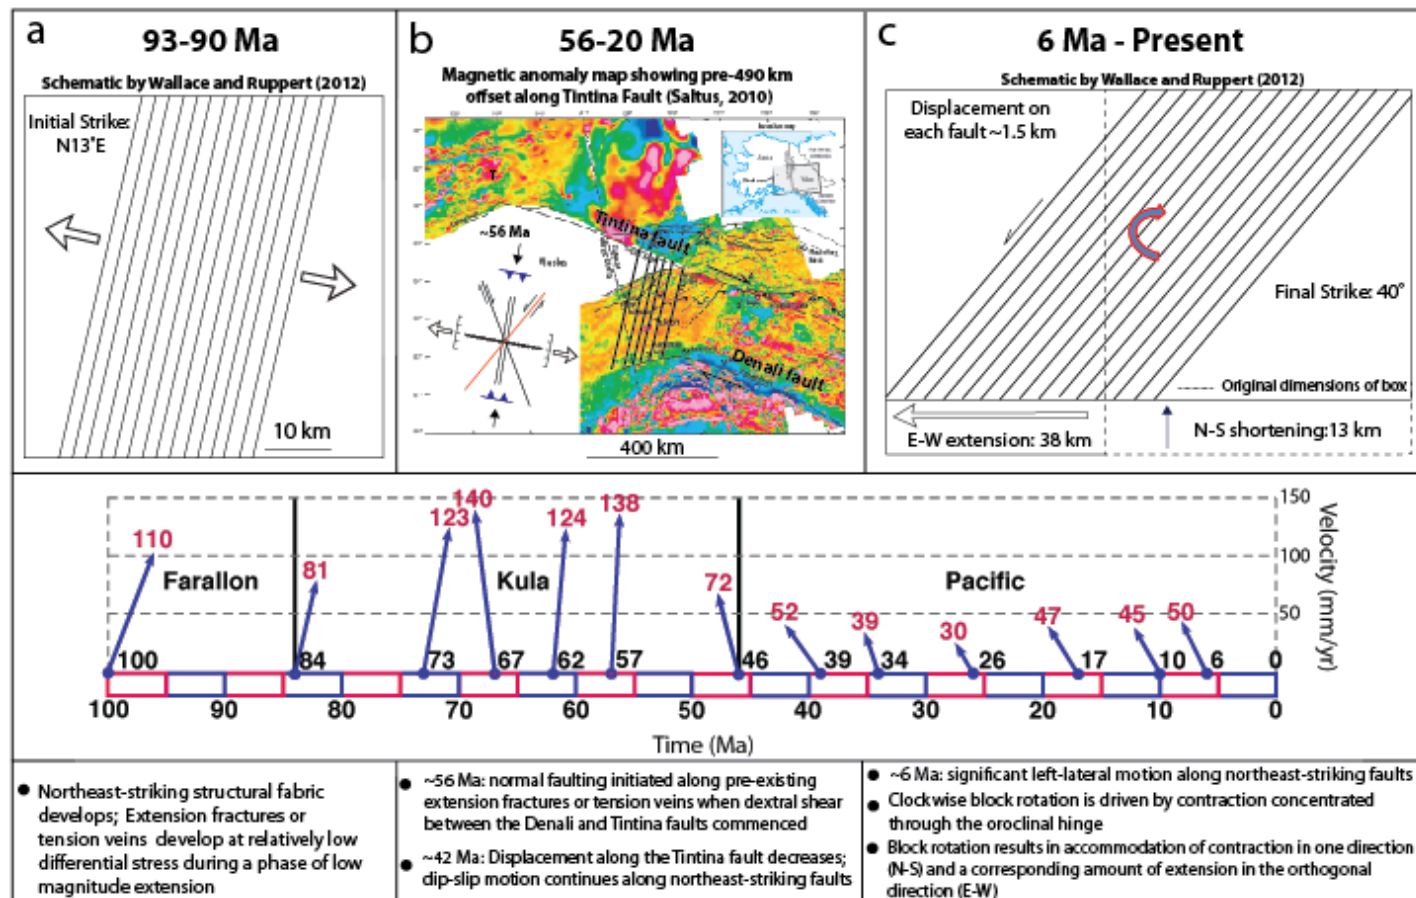 a
93-90 Ma
Schematic by Wallace and Ruppert (2012)
Initial Strike:
N13°E
10 km
b
56-20 Ma
Magnetic anomaly map showing pre-490 km
offset along Tintina Fault (Saltus, 2010)
T
Tintina fault
~56 Ma
Denali fault
400 km
c
6 Ma - Present
Schematic by Wallace and Ruppert (2012)
Displacement on
each fault ~1.5 km
Final Strike: 40°
Original dimensions of box
E-W extension: 38 km
N-S shortening:13 km
110
81
123
140
124
138
72
52
39
30
47
45
50
Farallon
Kula
Pacific
150
100
50
Velocity (mm/yr)
100
84
73
67
62
57
46
39
34
26
17
10
6
0
100
90
80
70
60
50
40
30
20
10
0
Time (Ma)
● Northeast-striking structural fabric
develops; Extension fractures or
tension veins develop at relatively low
differential stress during a phase of low
magnitude extension
● ~56 Ma: normal faulting initiated along pre-existing
extension fractures or tension veins when dextral shear
between the Denali and Tintina faults commenced
● ~42 Ma: Displacement along the Tintina fault decreases;
dip-slip motion continues along northeast-striking faults
● ~6 Ma: significant left-lateral motion along northeast-striking faults
● Clockwise block rotation is driven by contraction concentrated
through the oroclinal hinge
● Block rotation results in accommodation of contraction in one direction
(N-S) and a corresponding amount of extension in the orthogonal
direction (E-W)